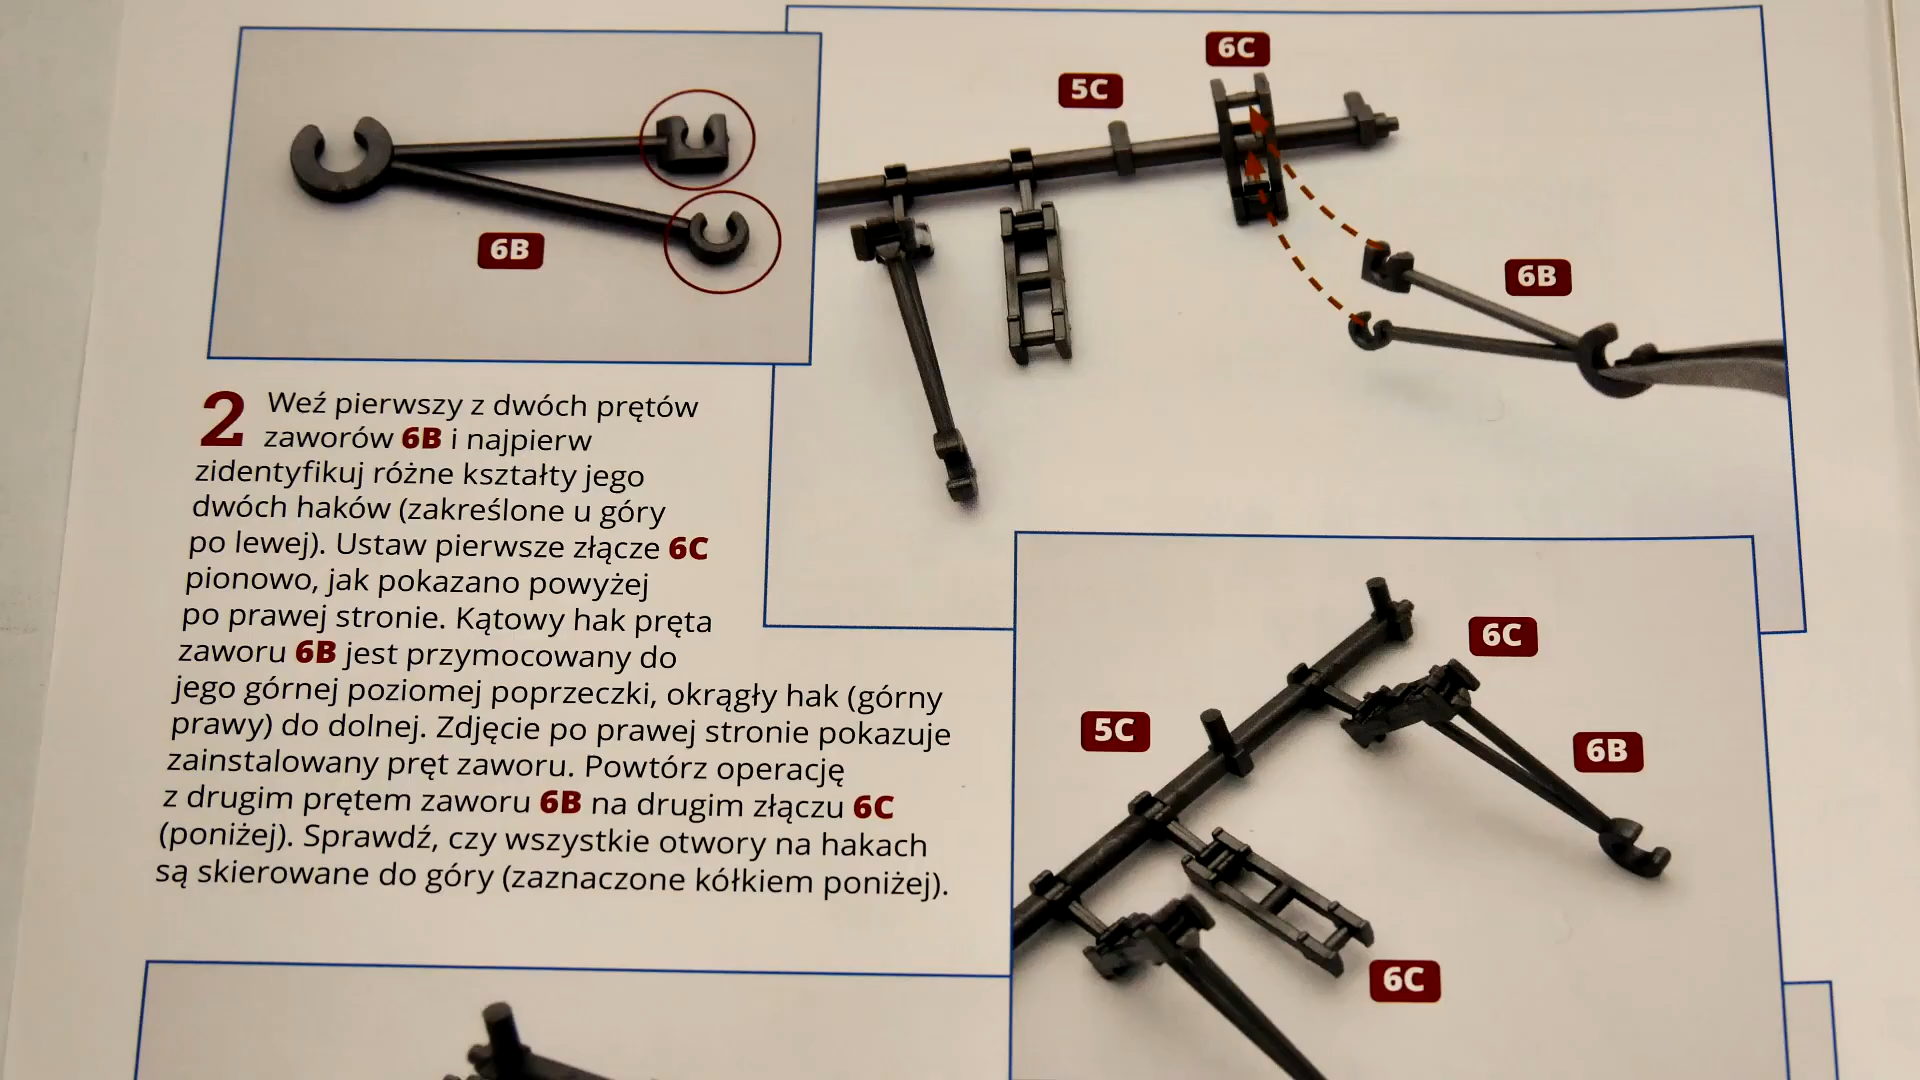 6B
5C
6C
6B
2 Weź pierwszy z dwóch prętów
zaworów 6B i najpierw
zidentyfikuj różne kształty jego
dwóch haków (zakreślone u góry
po lewej). Ustaw pierwsze złącze 6C
pionowo, jak pokazano powyżej
po prawej stronie. Kątowy hak pręta
zaworu 6B jest przymocowany do
jego górnej poziomej poprzeczki, okrągły hak (górny
prawy) do dolnej. Zdjęcie po prawej stronie pokazuje
zainstalowany pręt zaworu. Powtórz operację
z drugim prętem zaworu 6B na drugim złączu 6C
(poniżej). Sprawdź, czy wszystkie otwory na hakach
są skierowane do góry (zaznaczone kółkiem poniżej).
6C
5C
6B
6C